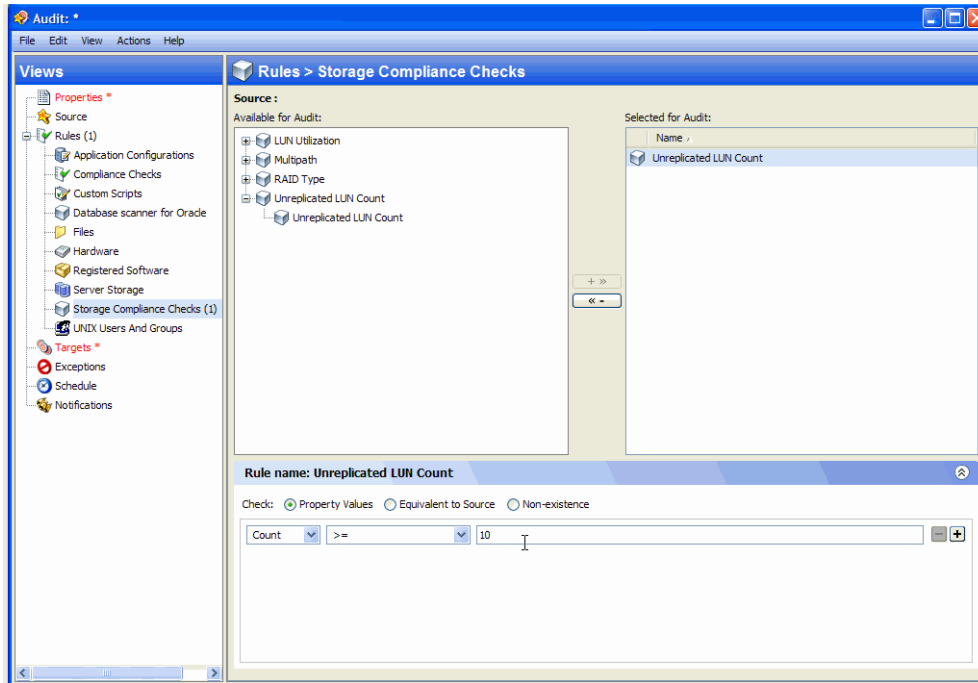 Audit: *
File Edit View Actions Help
Views
Properties *
Source
Rules (1)
Application Configurations
Compliance Checks
Custom Scripts
Database scanner for Oracle
Files
Hardware
Registered Software
Server Storage
Storage Compliance Checks (1)
UNIX Users And Groups
Targets *
Exceptions
Schedule
Notifications
Rules > Storage Compliance Checks
Source :
Available for Audit:
LUN Utilization
Multipath
RAID Type
Unreplicated LUN Count
Unreplicated LUN Count
+ »
« -
Selected for Audit:
Name
Unreplicated LUN Count
Rule name: Unreplicated LUN Count
Check: Property Values Equivalent to Source Non-existence
Count >= 10